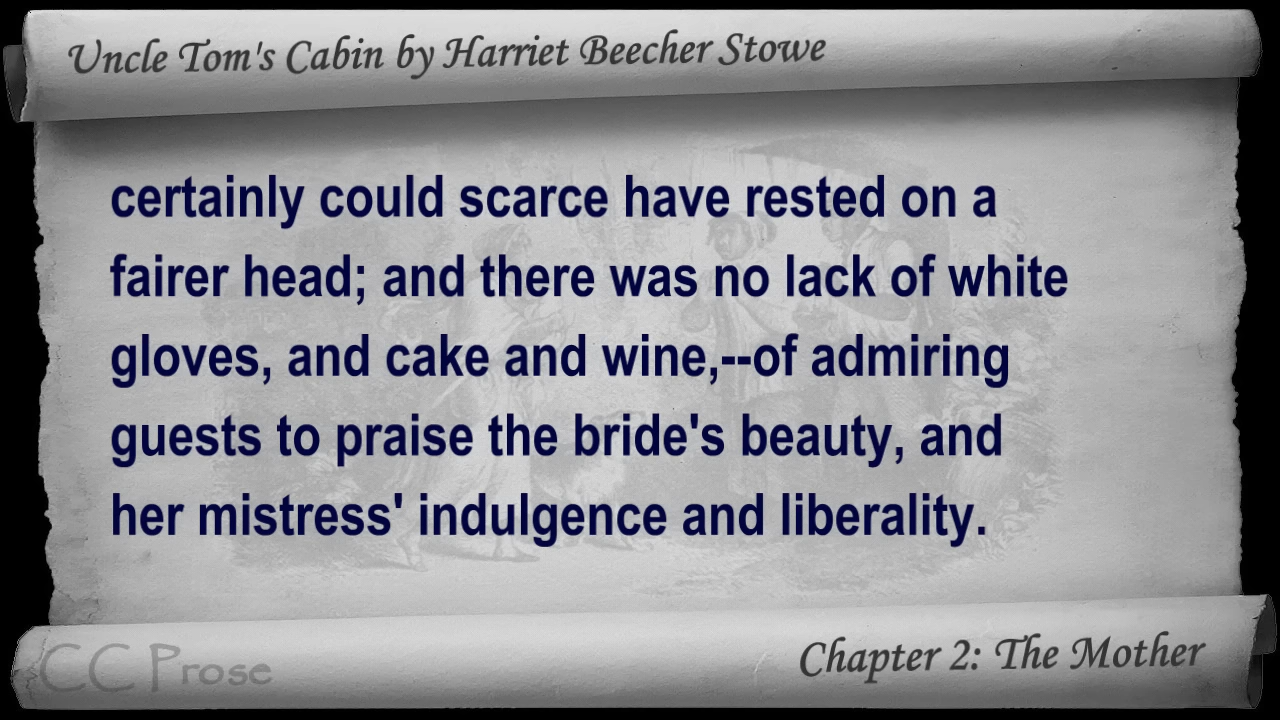 Uncle Tom's Cabin by Harriet Beecher Stowe
certainly could scarce have rested on a
fairer head; and there was no lack of white
gloves, and cake and wine,--of admiring
guests to praise the bride's beauty, and
her mistress' indulgence and liberality.
CC Prose
Chapter 2: The Mother